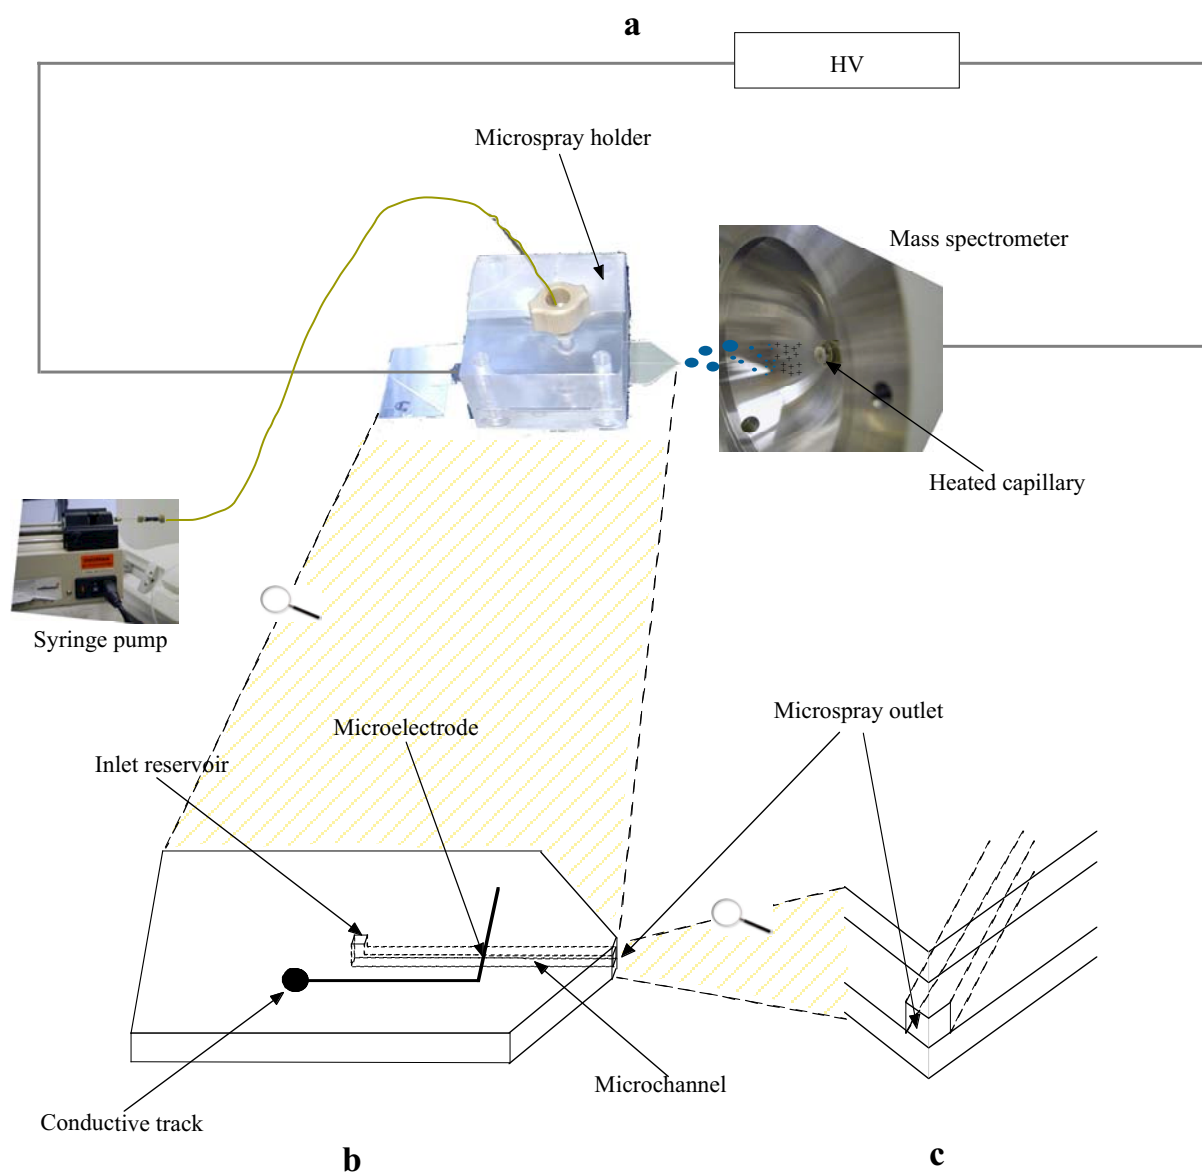 a
HV
Microspray holder
Mass spectrometer
Heated capillary
Syringe pump
Microspray outlet
Microelectrode
Inlet reservoir
Microchannel
Conductive track
b
c